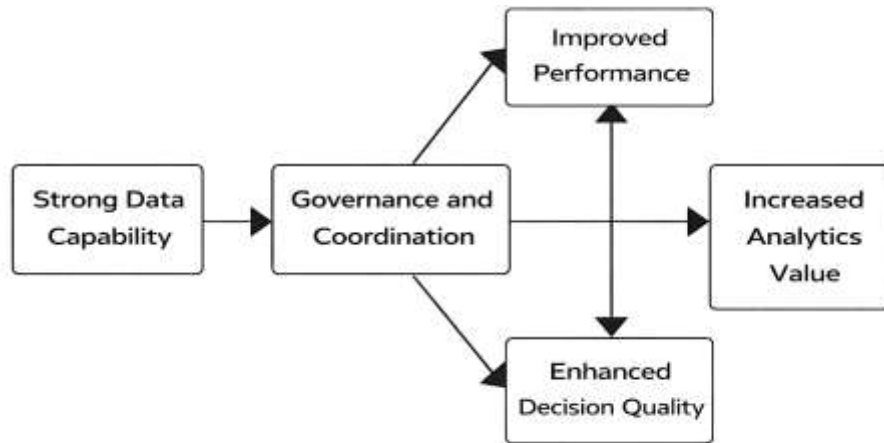 Improved
Performance
Strong Data
Capability
Governance and
Coordination
Increased
Analytics
Value
Enhanced
Decision Quality